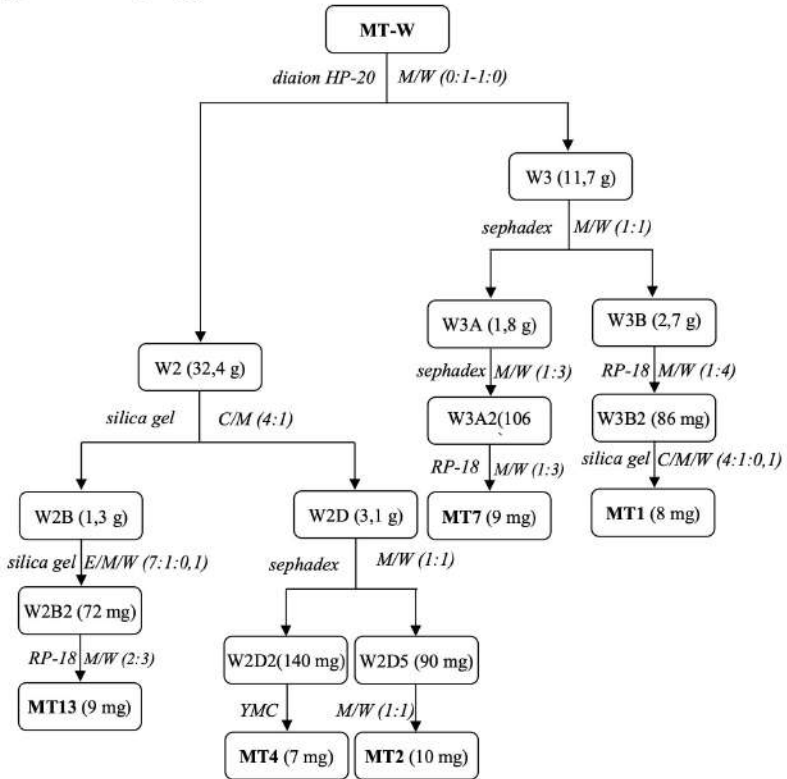 MT-W
diaion HP-20 M/W (0:1-1:0)
W3 (11,7 g)
sephadex M/W (1:1)
W3A (1,8 g) W3B (2,7 g)
W2 (32,4 g)
sephadex M/W (1:3) RP-18 M/W (1:4)
W3A2(106 W3B2 (86 mg)
silica gel C/M (4:1)
RP-18 M/W (1:3) silica gel C/M/W (4:1:0,1)
W2B (1,3 g) W2D (3,1 g) MT7 (9 mg) MT1 (8 mg)
silica gel E/M/W (7:1:0,1) sephadex M/W (1:1)
W2B2 (72 mg)
W2D2(140 mg) W2D5 (90 mg)
RP-18 M/W (2:3)
MT13 (9 mg) YMC M/W (1:1)
MT4 (7 mg) MT2 (10 mg)